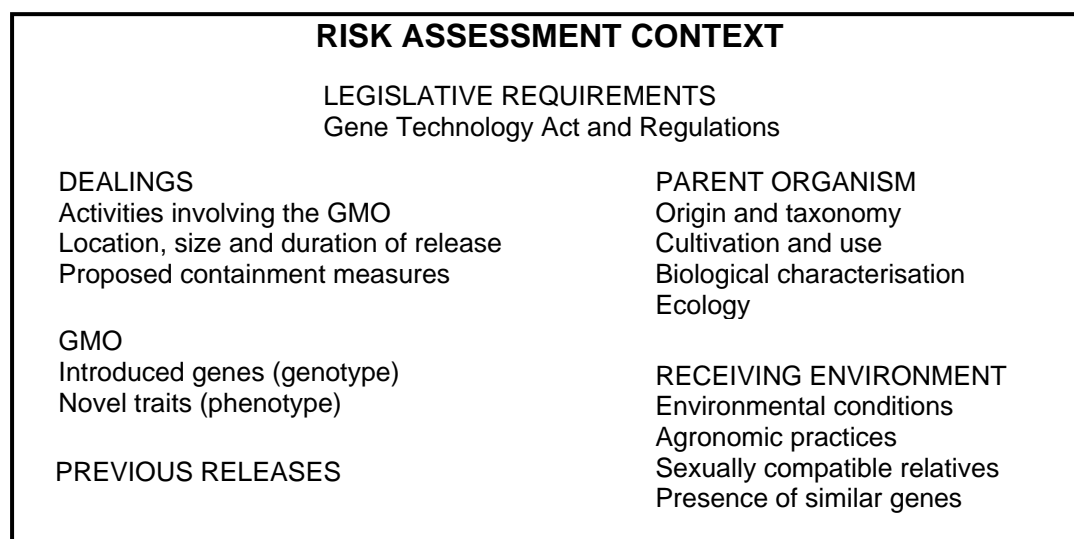 RISK ASSESSMENT CONTEXT
LEGISLATIVE REQUIREMENTS
Gene Technology Act and Regulations
DEALINGS
Activities involving the GMO
Location, size and duration of release
Proposed containment measures
GMO
Introduced genes (genotype)
Novel traits (phenotype)
PREVIOUS RELEASES
PARENT ORGANISM
Origin and taxonomy
Cultivation and use
Biological characterisation
Ecology
RECEIVING ENVIRONMENT
Environmental conditions
Agronomic practices
Sexually compatible relatives
Presence of similar genes